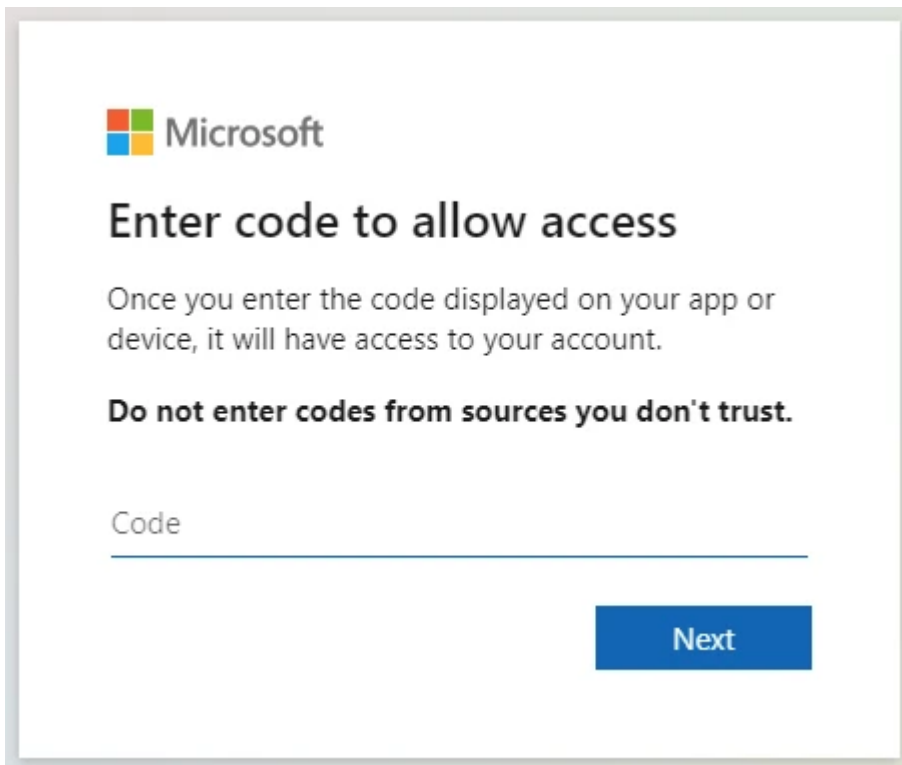 Microsoft
Enter code to allow access
Once you enter the code displayed on your app or
device, it will have access to your account.
Do not enter codes from sources you don't trust.
Code
Next